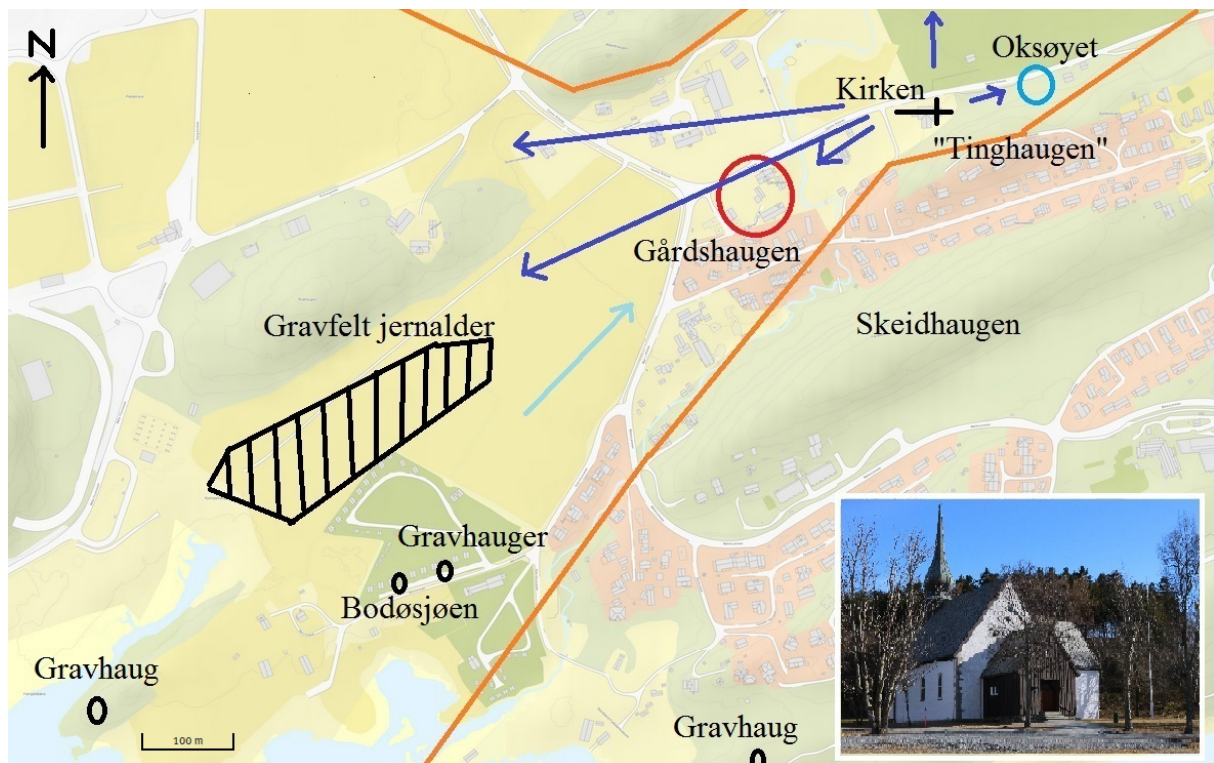 N
Oksøyet
Kirken
"Tinghaugen"
Gårdshaugen
Gravfelt jernalder
Skeidhaugen
Gravhauger
Bodøsjøen
Gravhaug
Gravhaug
100 m